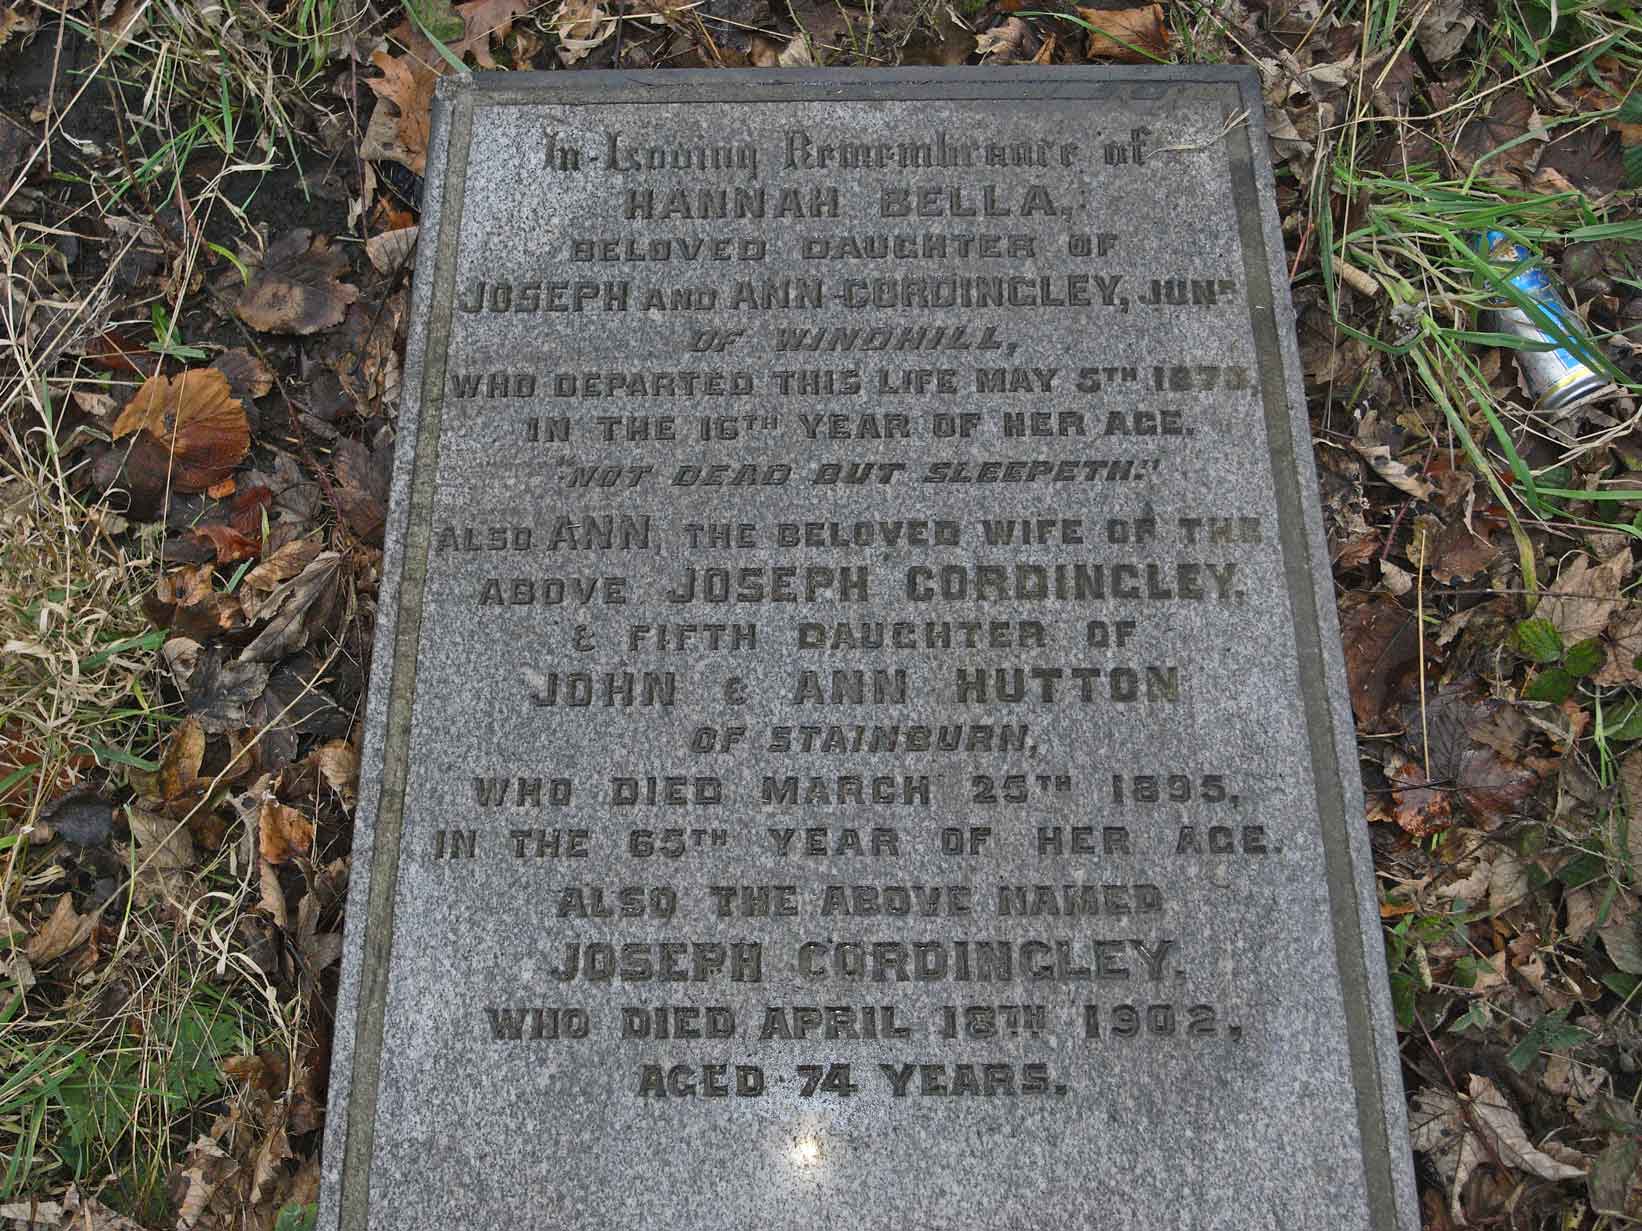 In Loving Remembrance of
HANNAH BELLA,
BELOVED DAUGHTER OF
JOSEPH AND ANN CORDINGLEY, JUNR
OF WINDHILL,
WHO DEPARTED THIS LIFE MAY 5TH
IN THE 16TH YEAR OF HER AGE.
"NOT DEAD BUT SLEEPETH."
ALSO ANN, THE BELOVED WIFE OF THE
ABOVE JOSEPH CORDINGLEY,
& FIFTH DAUGHTER OF
JOHN & ANN HUTTON
OF STAINBURN,
WHO DIED MARCH 25TH 1895,
IN THE 65TH YEAR OF HER AGE.
ALSO THE ABOVE NAMED
JOSEPH CORDINGLEY,
WHO DIED APRIL 18TH 1902,
AGED 74 YEARS.